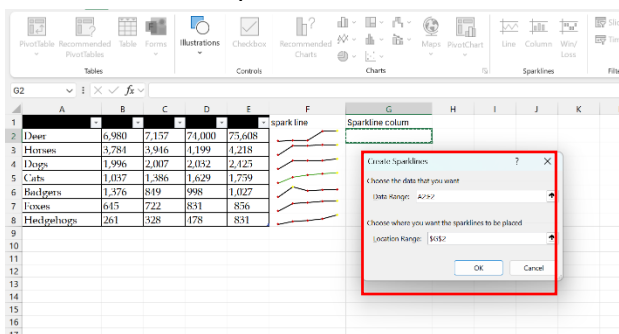 PivotTable Recommended PivotTables Table Forms Illustrations Checkbox Recommended Charts Maps PivotChart Line Column Win/Loss
Tables Controls Charts Sparklines
G2 fx
A B C D E F G H I J K
1 spark line Sparkline colum
2 Deer 6,980 7,157 74,000 75,608
3 Horses 3,784 3,946 4,199 4,218
4 Dogs 1,996 2,007 2,032 2,425
5 Cats 1,037 1,386 1,629 1,759
6 Badgers 1,376 849 998 1,027
7 Foxes 645 722 831 856
8 Hedgehogs 261 328 478 831
9
10
11
12
13
14
15
16
17
Create Sparklines ? X
Choose the data that you want
Data Range: A2:E2
Choose where you want the sparklines to be placed
Location Range: $G$2
OK Cancel